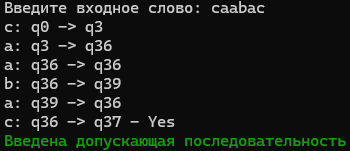 Введите входное слово: caabac
c: q0 -> q3
a: q3 -> q36
a: q36 -> q36
b: q36 -> q39
a: q39 -> q36
c: q36 -> q37 - Yes
Введена допускающая последовательность